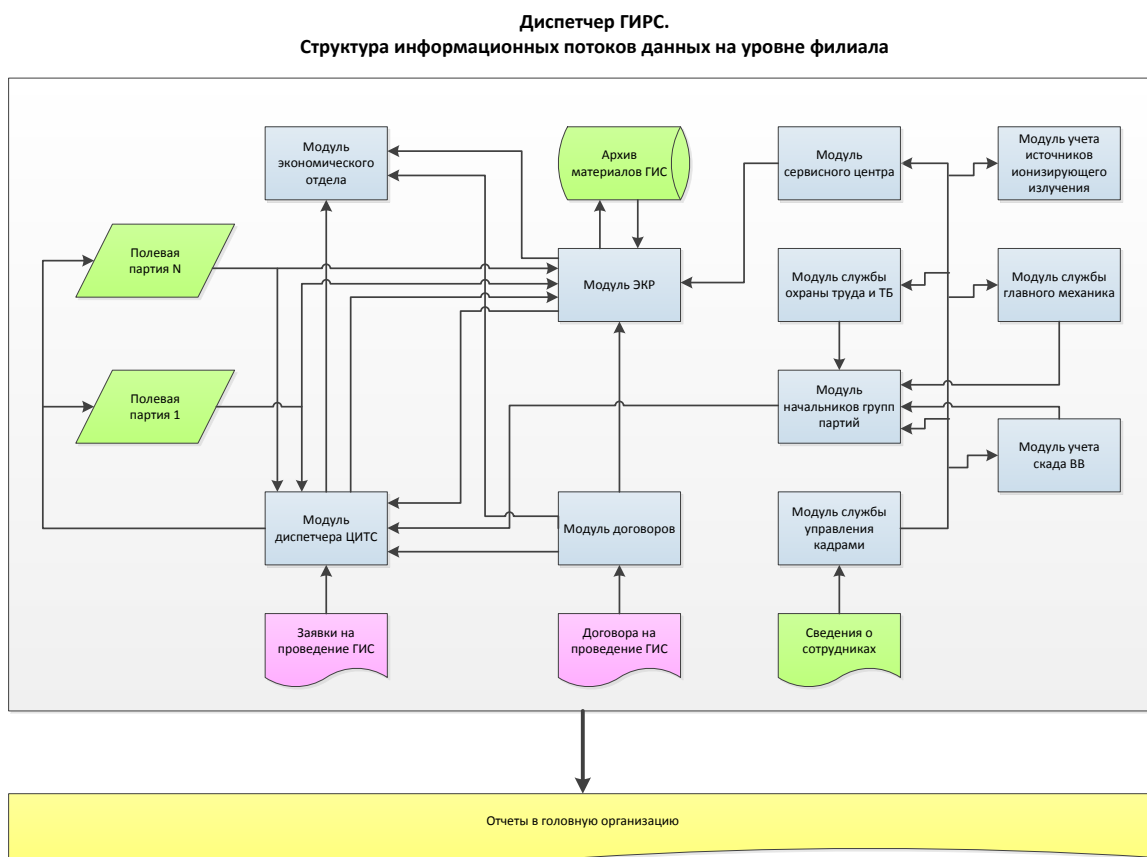 Диспетчер ГИРС.
Структура информационных потоков данных на уровне филиала
Модуль
экономического
отдела
Архив
материалов ГИС
Модуль
сервисного центра
Модуль учета
источников
ионизирующего
излучения
Полевая
партия N
Модуль ЭКР
Модуль службы
охраны труда и ТБ
Модуль службы
главного механика
Полевая
партия 1
Модуль
начальников групп
партий
Модуль учета
скада ВВ
Модуль
диспетчера ЦИТС
Модуль договоров
Модуль службы
управления
кадрами
Заявки на
проведение ГИС
Договора на
проведение ГИС
Сведения о
сотрудниках
Отчеты в головную организацию